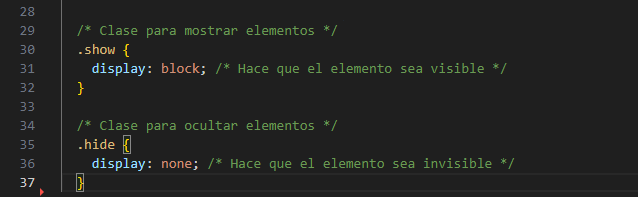 28
29 /* Clase para mostrar elementos */
30 .show {
31 display: block; /* Hace que el elemento sea visible */
32 }
33
34 /* Clase para ocultar elementos */
35 .hide {
36 display: none; /* Hace que el elemento sea invisible */
37 }